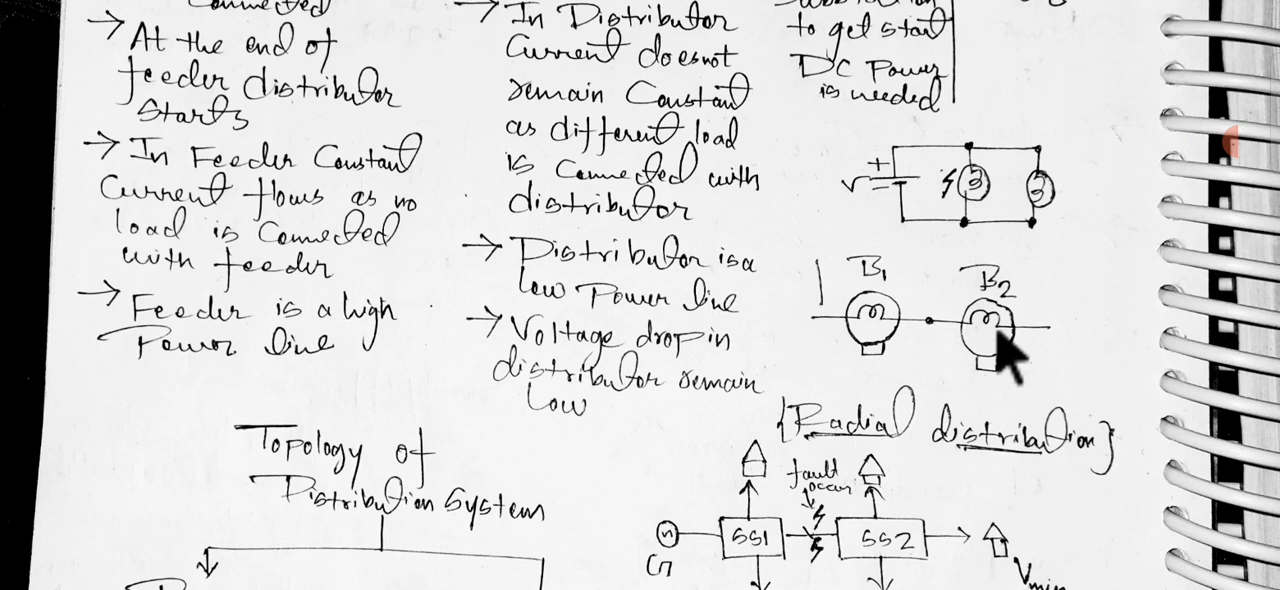 Connected
→ At the end of
feeder distributor
starts
→ In Feeder Constant
Current flows as no
load is Connected
with feeder
→ Feeder is a high
Power line
→ In Distributor
Current doesnot
remain Constant
as different load
is Connected with
distributor
→ Distributor is a
low Power line
→ Voltage drop in
distributor remain
low
to get start
DC Power
is needed
+
V
B1
B2
Topology of
Distribution System
{Radial distribution}
fault
occur
G
SS1
SS2
Vmin